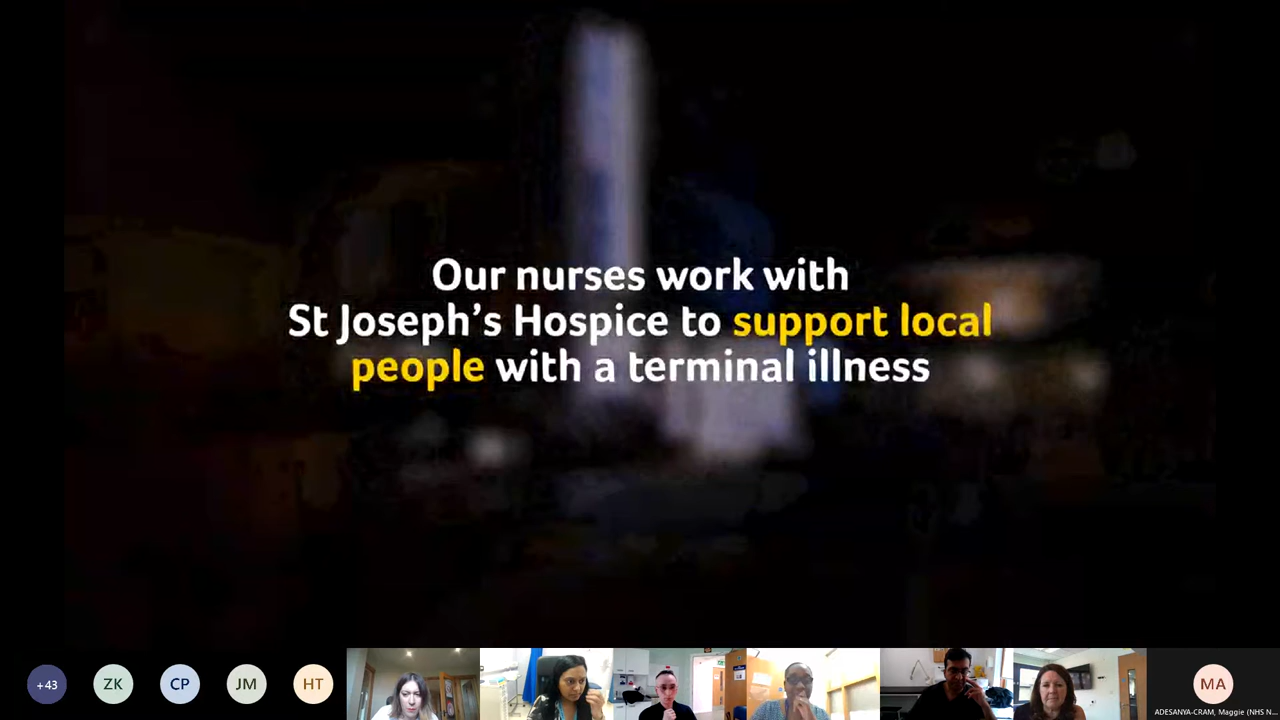 Our nurses work with
St Joseph's Hospice to support local
people with a terminal illness
+43
ZK
CP
JM
HT
MA
ADESANYA-CRAM, Maggie (NHS N...